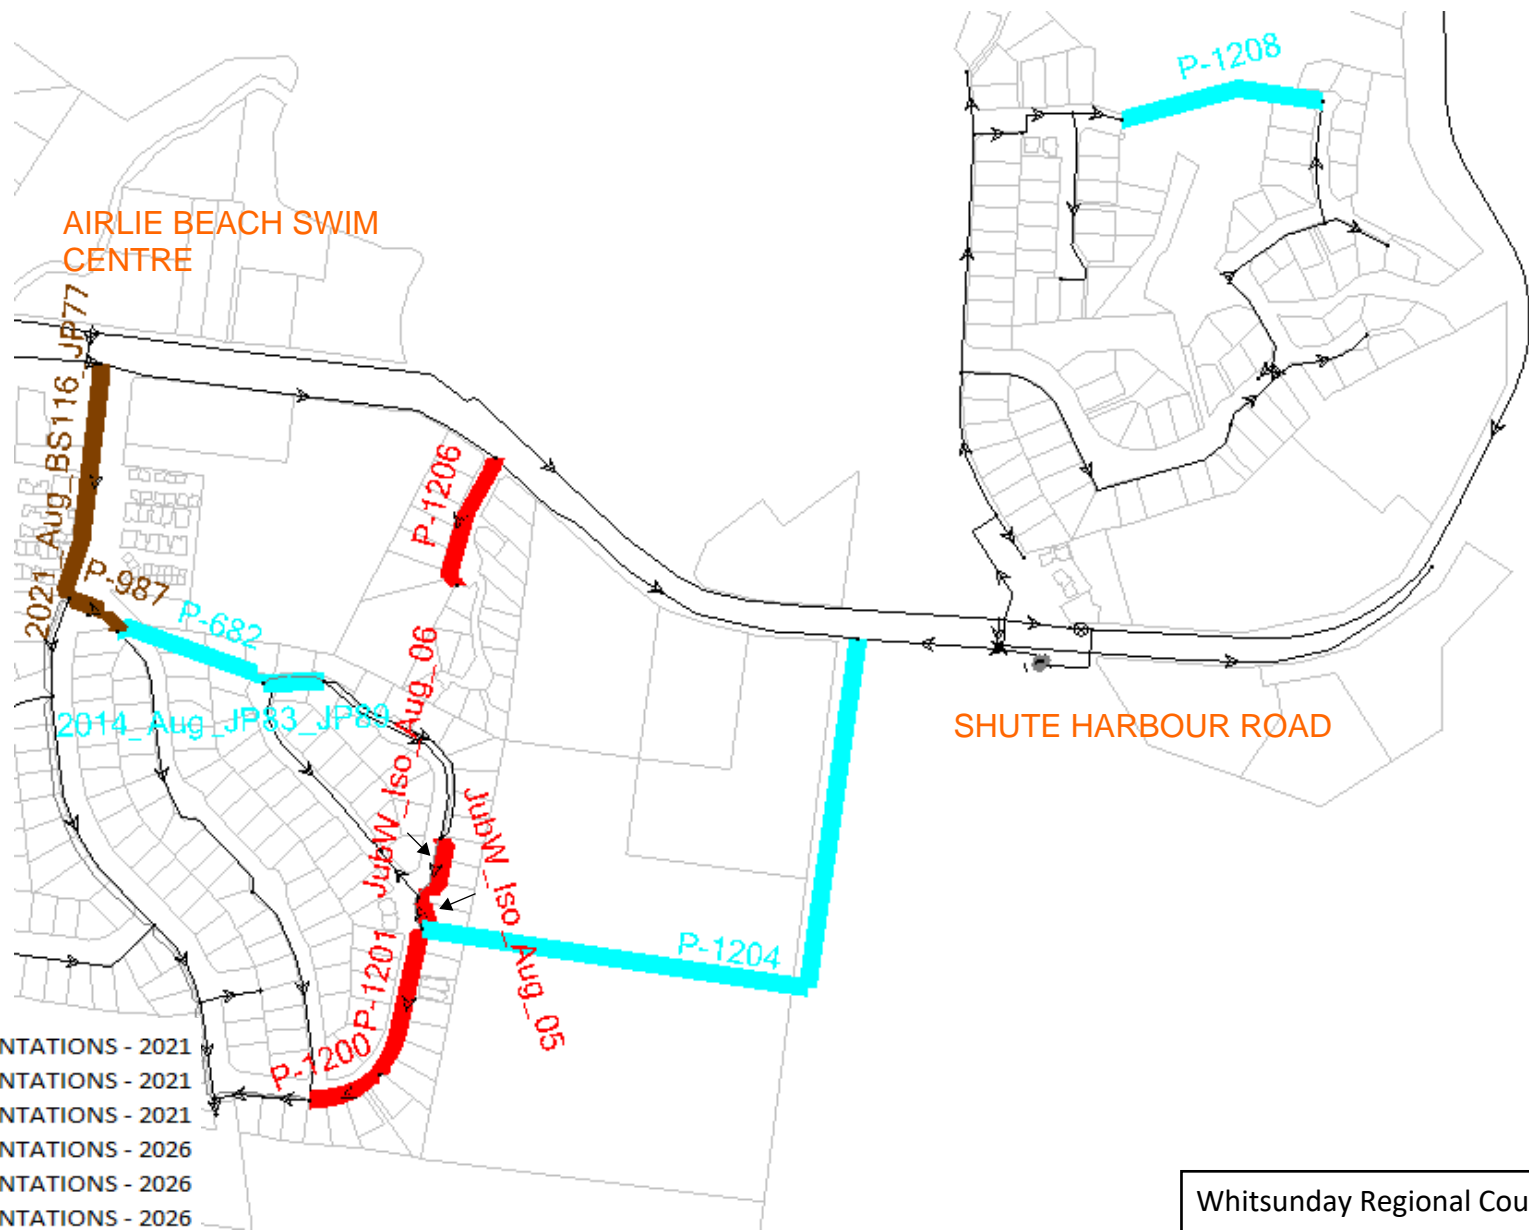 P-1208
AIRLIE BEACH SWIM
CENTRE
2021_Aug_BS116_JP77
P-1206
P-987
P-682
2014_Aug_JP83_JP80
JubW_Iso_Aug_06
JubW_Iso_Aug_05
SHUTE HARBOUR ROAD
P-1204
P-1201
P-1200
NTATIONS - 2021
NTATIONS - 2021
NTATIONS - 2021
NTATIONS - 2026
NTATIONS - 2026
NTATIONS - 2026
Whitsunday Regional Cou